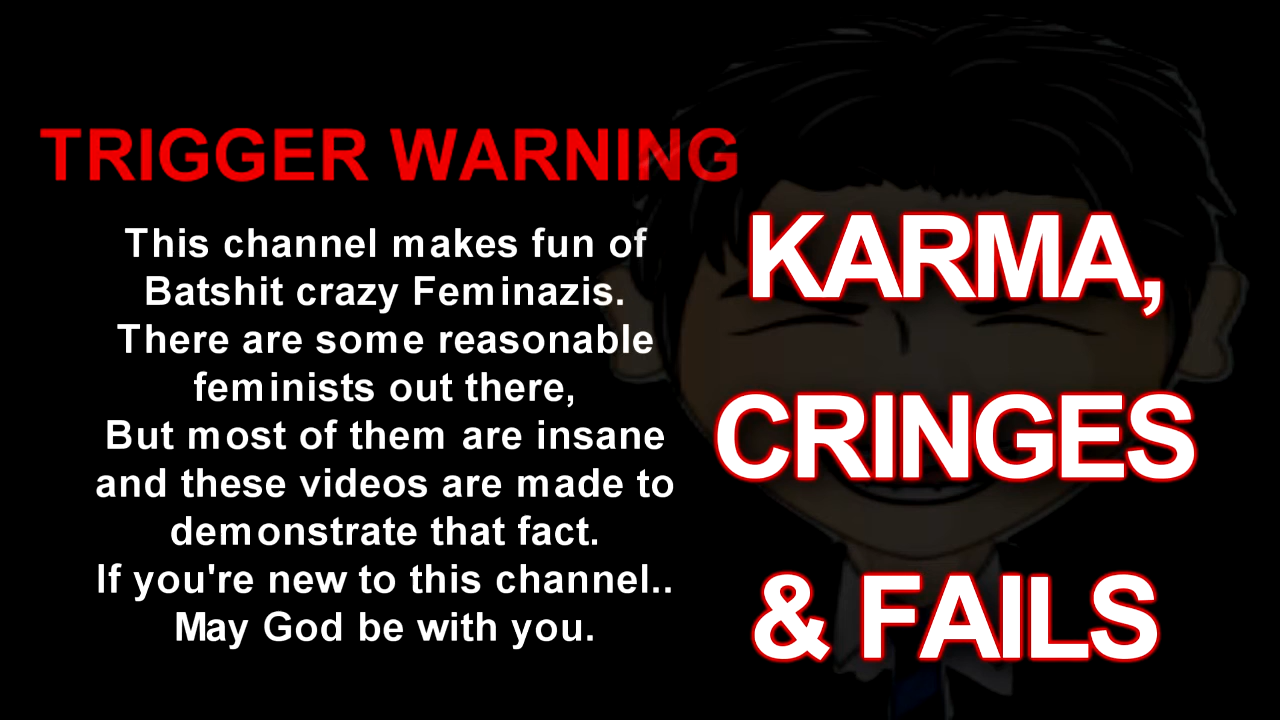 TRIGGER WARNING
This channel makes fun of
Batshit crazy Feminazis.
There are some reasonable
feminists out there,
But most of them are insane
and these videos are made to
demonstrate that fact.
If you're new to this channel..
May God be with you.
KARMA,
CRINGES
& FAILS